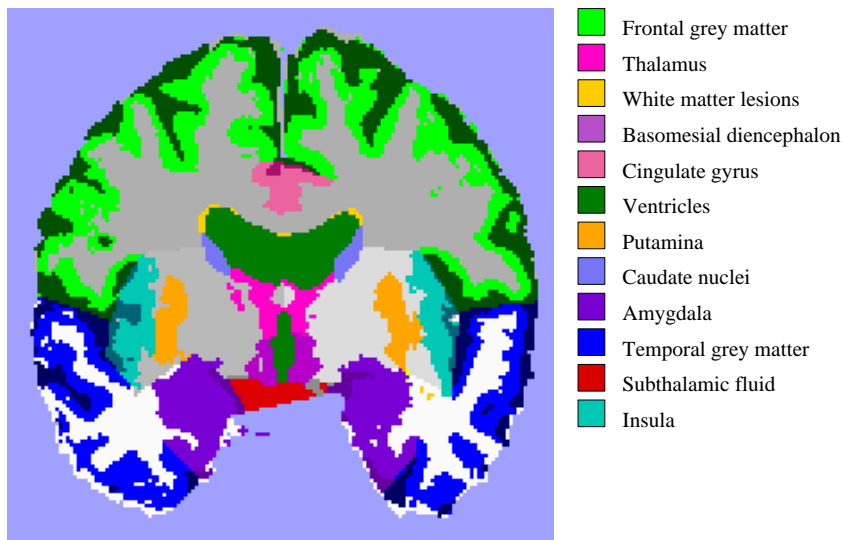 Frontal grey matter
Thalamus
White matter lesions
Basomesial diencephalon
Cingulate gyrus
Ventricles
Putamina
Caudate nuclei
Amygdala
Temporal grey matter
Subthalamic fluid
Insula